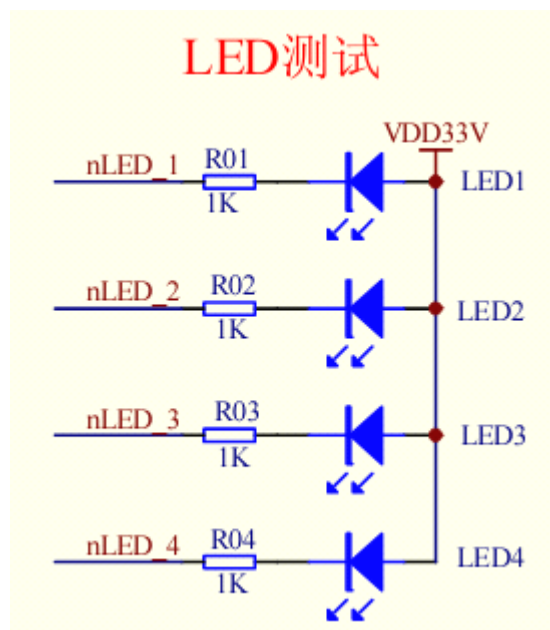 LED测试
VDD33V
nLED_1
R01
1K
LED1
nLED_2
R02
1K
LED2
nLED_3
R03
1K
LED3
nLED_4
R04
1K
LED4